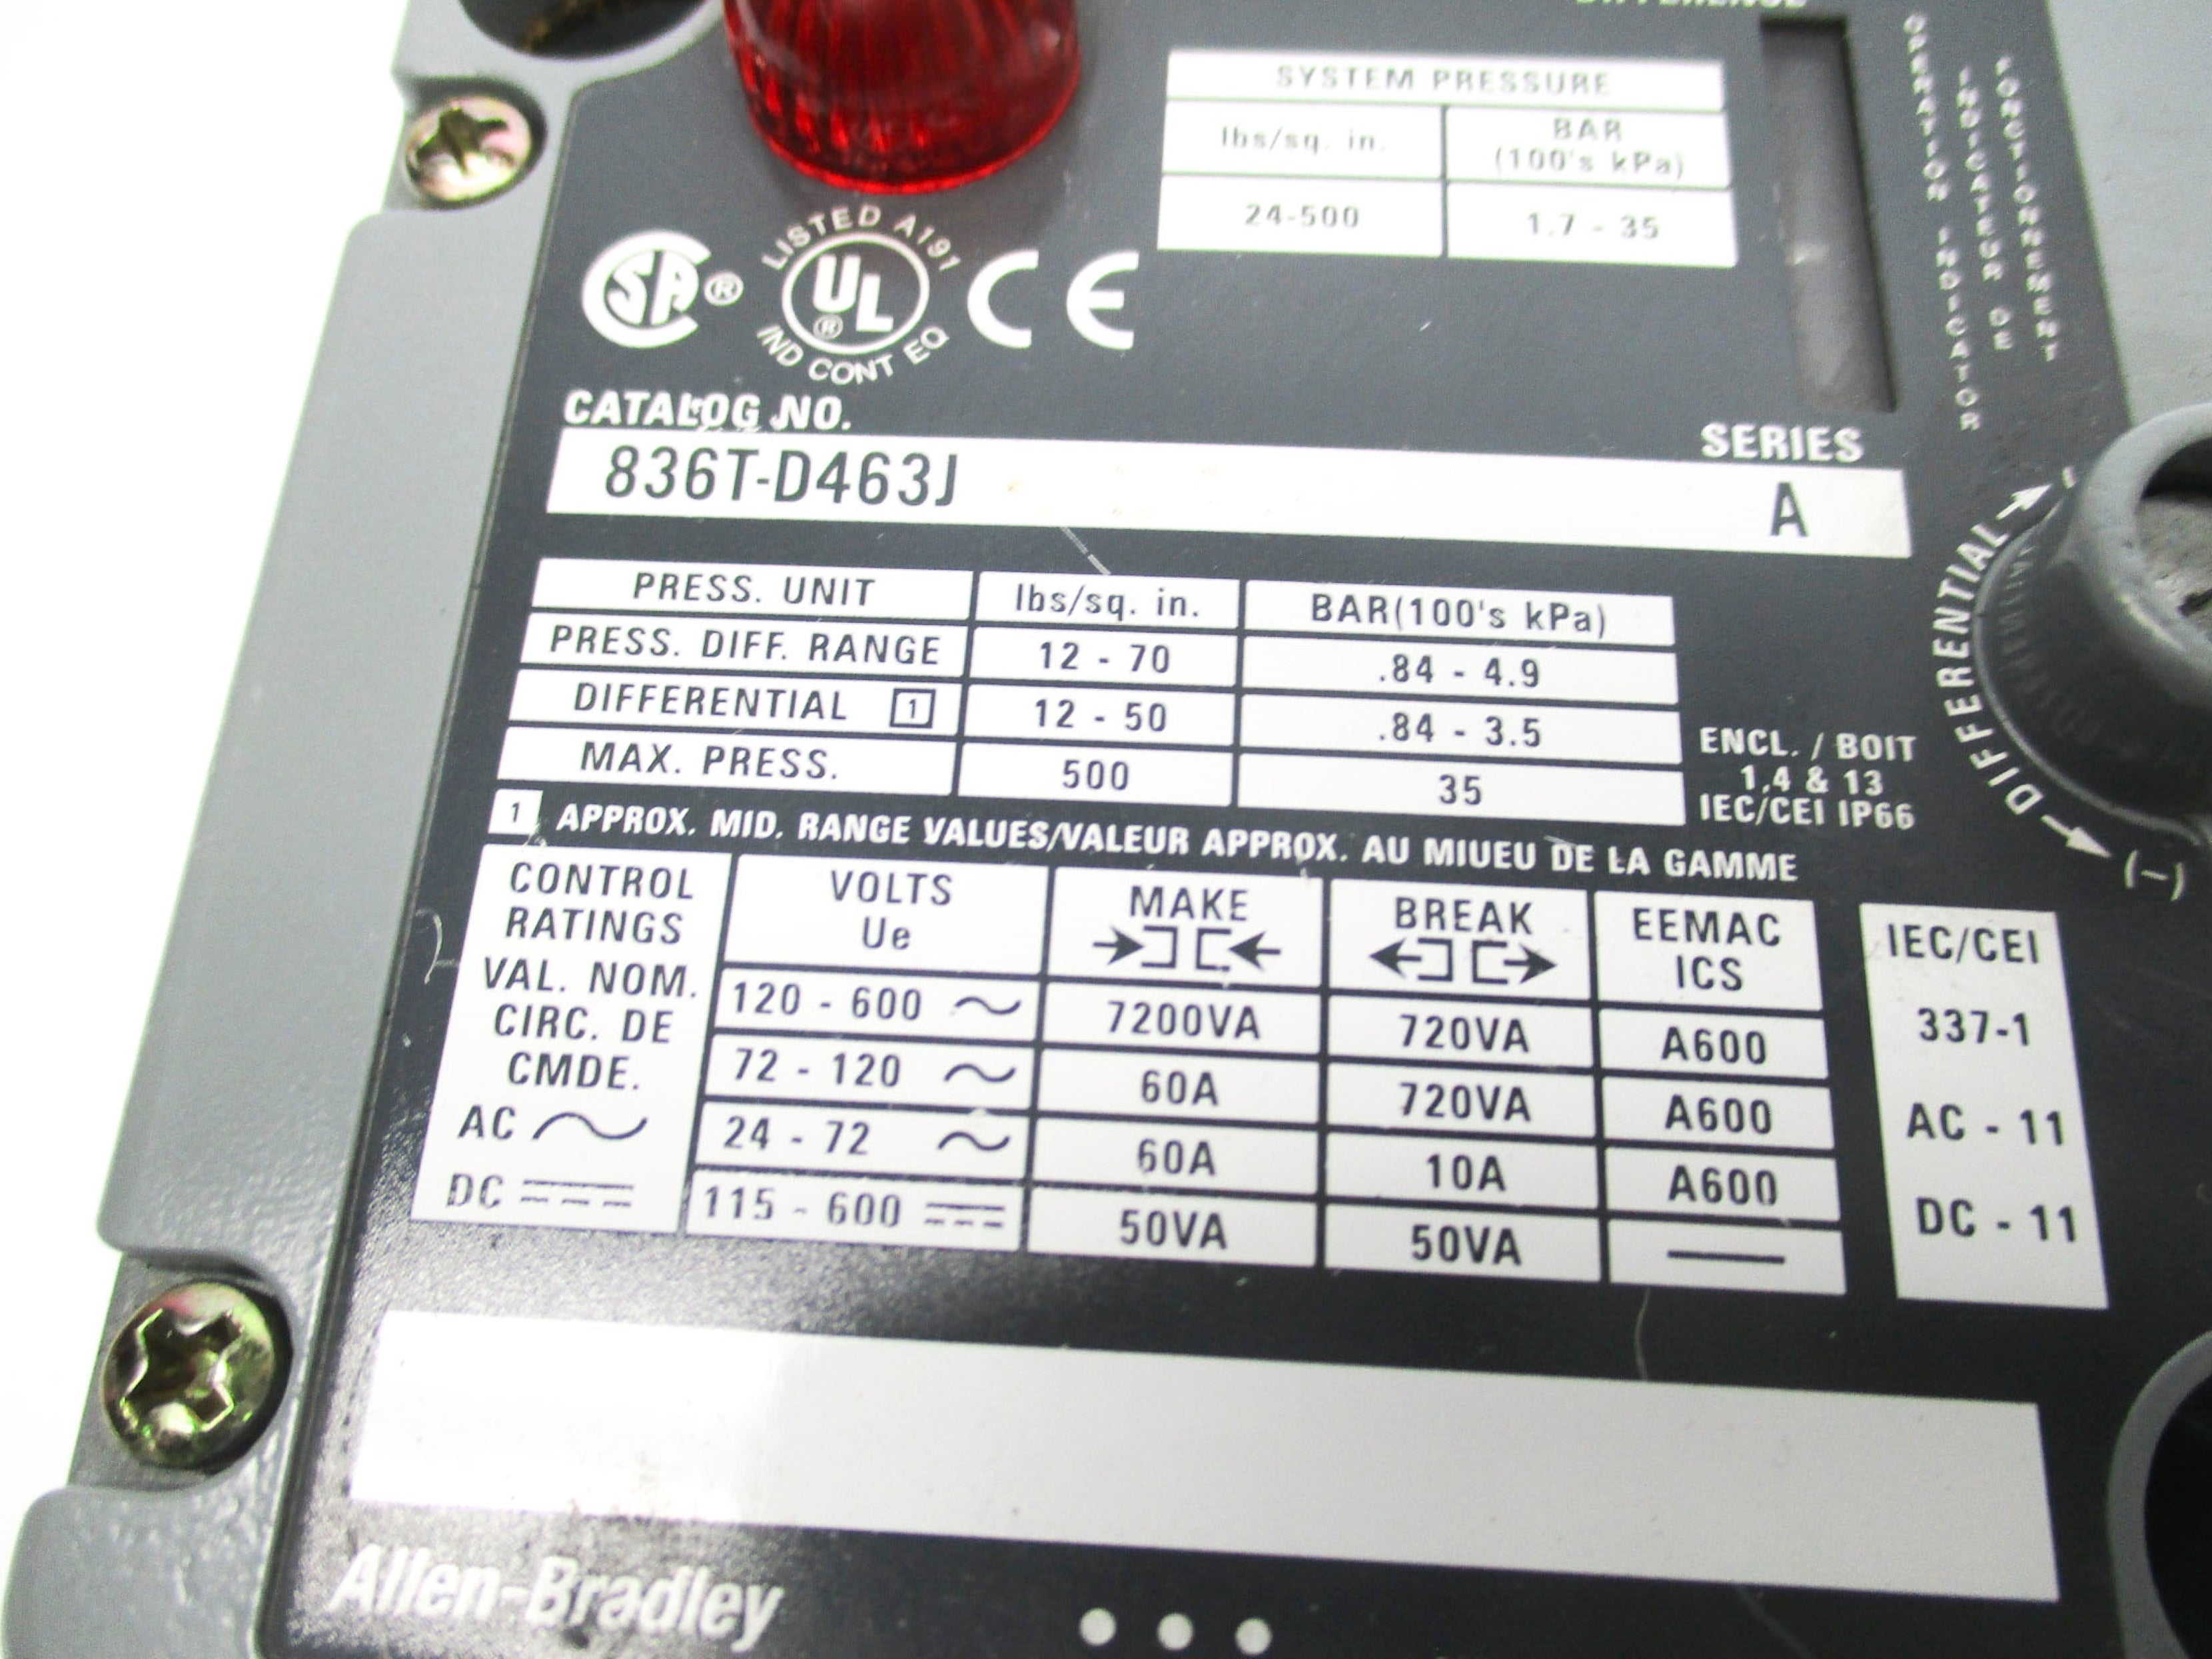 SYSTEM PRESSURE
lbs/sq. in. BAR (100's kPa)
24-500 1.7 - 35
OPERATION INDICATOR
INDICATEUR DE
FONCTIONNEMENT
SA®
LISTED A191
UL®
IND CONT EQ
CE
CATALOG NO. SERIES
836T-D463J A
DIFFERENTIAL
(-)
PRESS. UNIT lbs/sq. in. BAR(100's kPa)
PRESS. DIFF. RANGE 12 - 70 .84 - 4.9
DIFFERENTIAL 1 12 - 50 .84 - 3.5
MAX. PRESS. 500 35
ENCL. / BOIT
1,4 & 13
IEC/CEI IP66
1 APPROX. MID. RANGE VALUES/VALEUR APPROX. AU MIUEU DE LA GAMME
CONTROL
RATINGS
VAL. NOM.
CIRC. DE
CMDE.
AC
DC
VOLTS Ue MAKE BREAK EEMAC ICS
120 - 600 7200VA 720VA A600
72 - 120 60A 720VA A600
24 - 72 60A 10A A600
115 - 600 50VA 50VA
IEC/CEI
337-1
AC - 11
DC - 11
Allen-Bradley